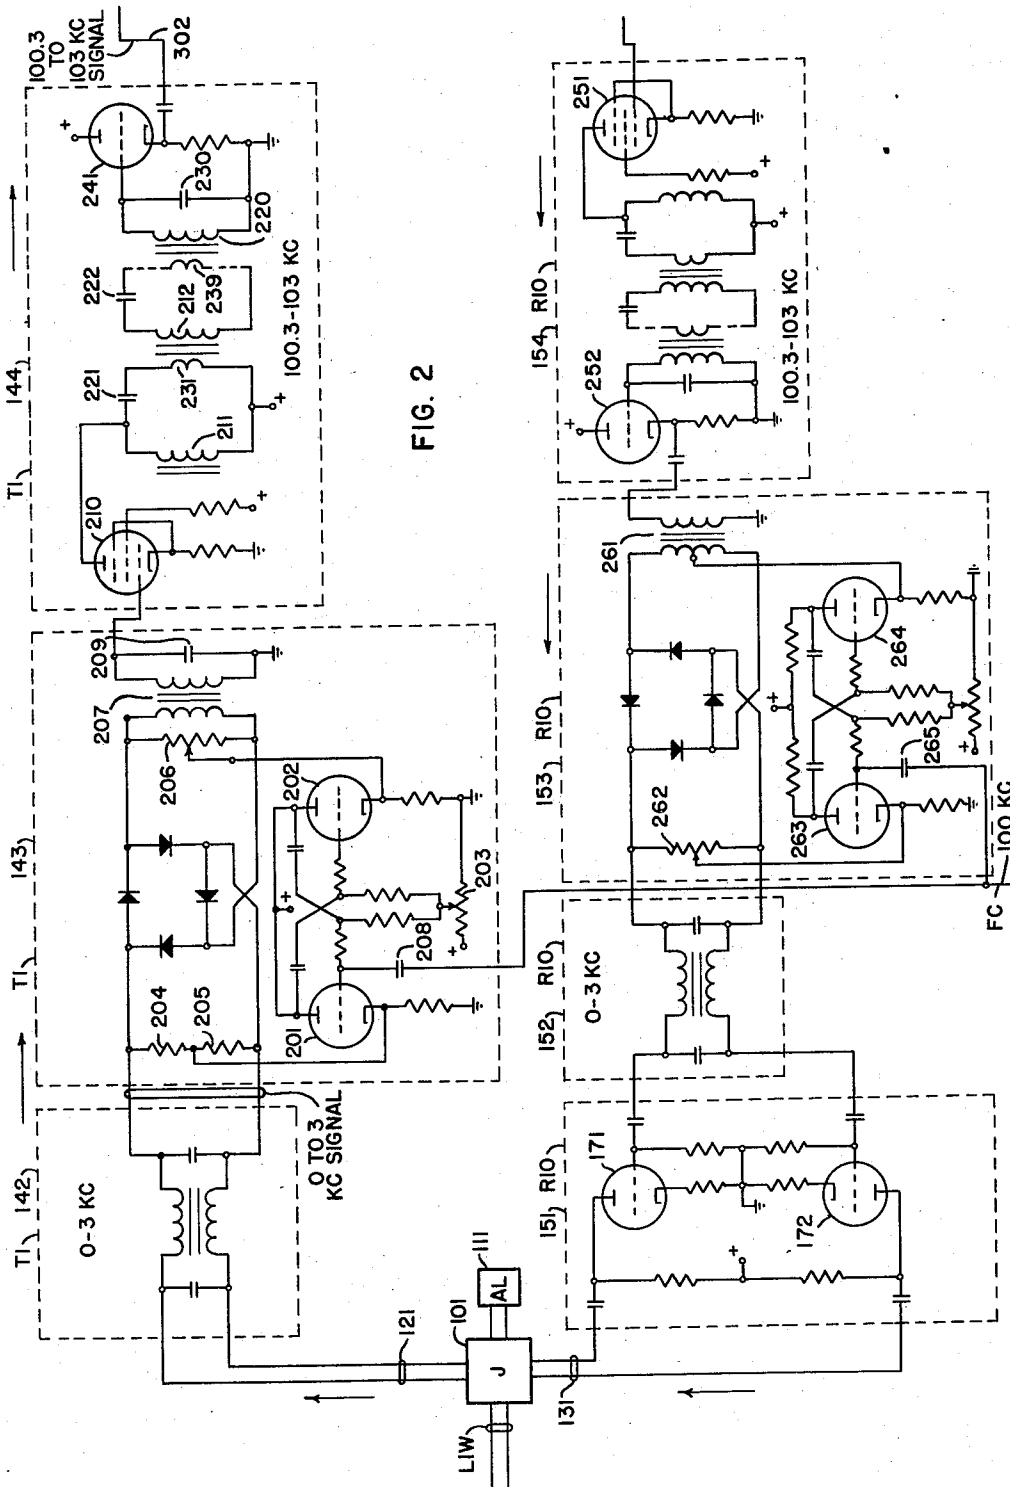 T1 142
0-3 KC
0 TO 3
KC SIGNAL
T1 143
204
205
206
207
209
201
202
203
208
T1 144
210
211
221
231
212
222
239
220
230
241
100.3-103 KC
100.3
TO
103 KC
SIGNAL
302
FIG. 2
L1W
J
101
AL
111
121
131
151 R10
171
172
152 R10
0-3 KC
153 R10
262
261
263
264
265
FC 100 KC
154 R10
252
251
100.3-103 KC
+
+
+
+
+
+
+
+
+
+
+
+